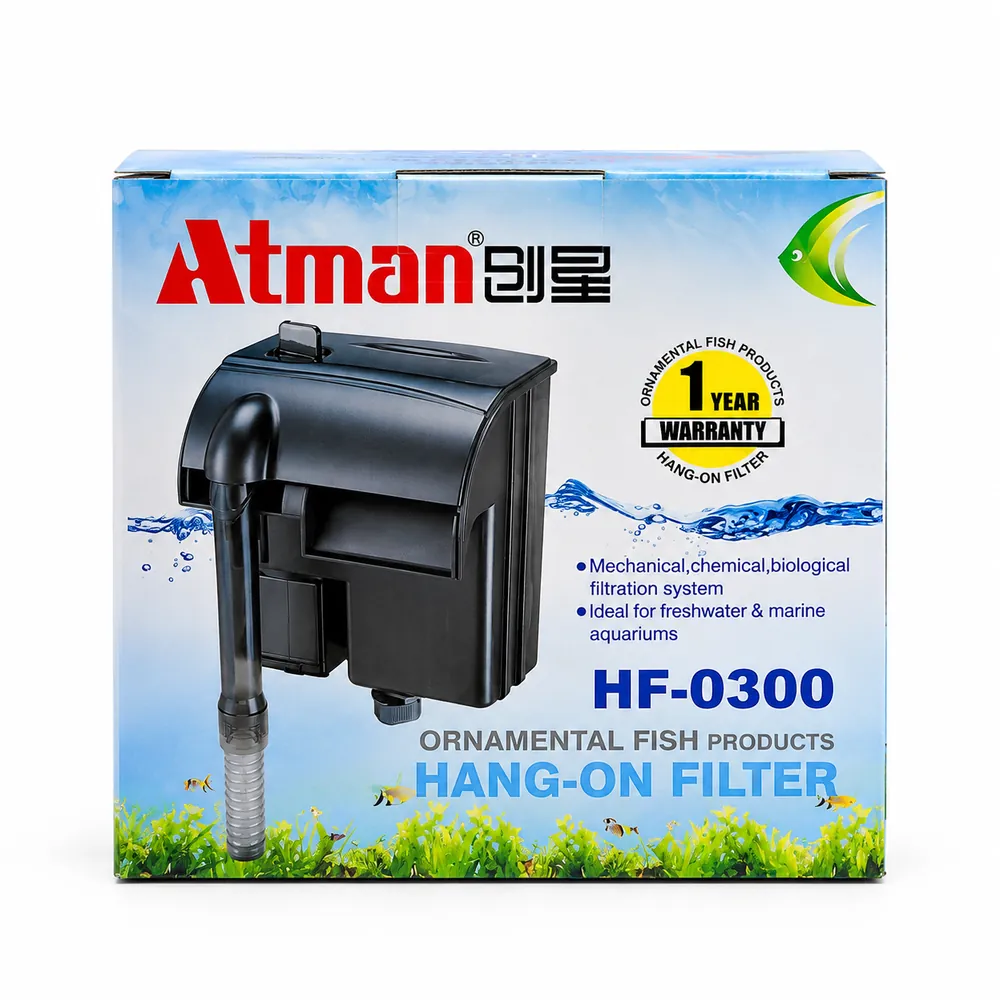 Atman® 创星
ORNAMENTAL FISH PRODUCTS
1 YEAR
WARRANTY
HANG-ON FILTER
●Mechanical,chemical,biological
filtration system
●Ideal for freshwater & marine
aquariums
HF-0300
ORNAMENTAL FISH PRODUCTS
HANG-ON FILTER